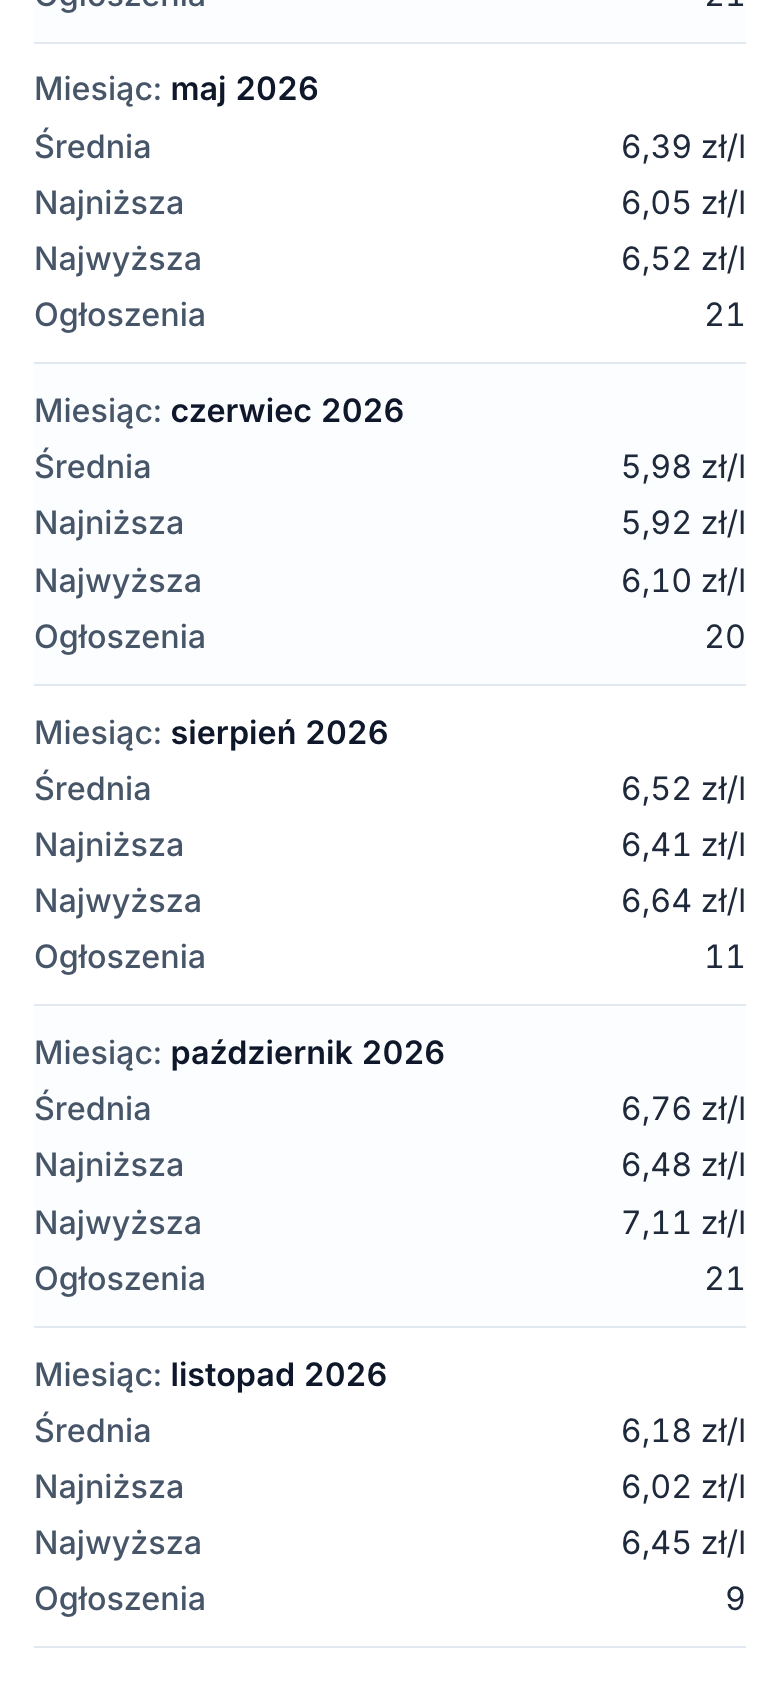 Ogłoszenia 21
Miesiąc: maj 2026
Średnia 6,39 zł/l
Najniższa 6,05 zł/l
Najwyższa 6,52 zł/l
Ogłoszenia 21
Miesiąc: czerwiec 2026
Średnia 5,98 zł/l
Najniższa 5,92 zł/l
Najwyższa 6,10 zł/l
Ogłoszenia 20
Miesiąc: sierpień 2026
Średnia 6,52 zł/l
Najniższa 6,41 zł/l
Najwyższa 6,64 zł/l
Ogłoszenia 11
Miesiąc: październik 2026
Średnia 6,76 zł/l
Najniższa 6,48 zł/l
Najwyższa 7,11 zł/l
Ogłoszenia 21
Miesiąc: listopad 2026
Średnia 6,18 zł/l
Najniższa 6,02 zł/l
Najwyższa 6,45 zł/l
Ogłoszenia 9